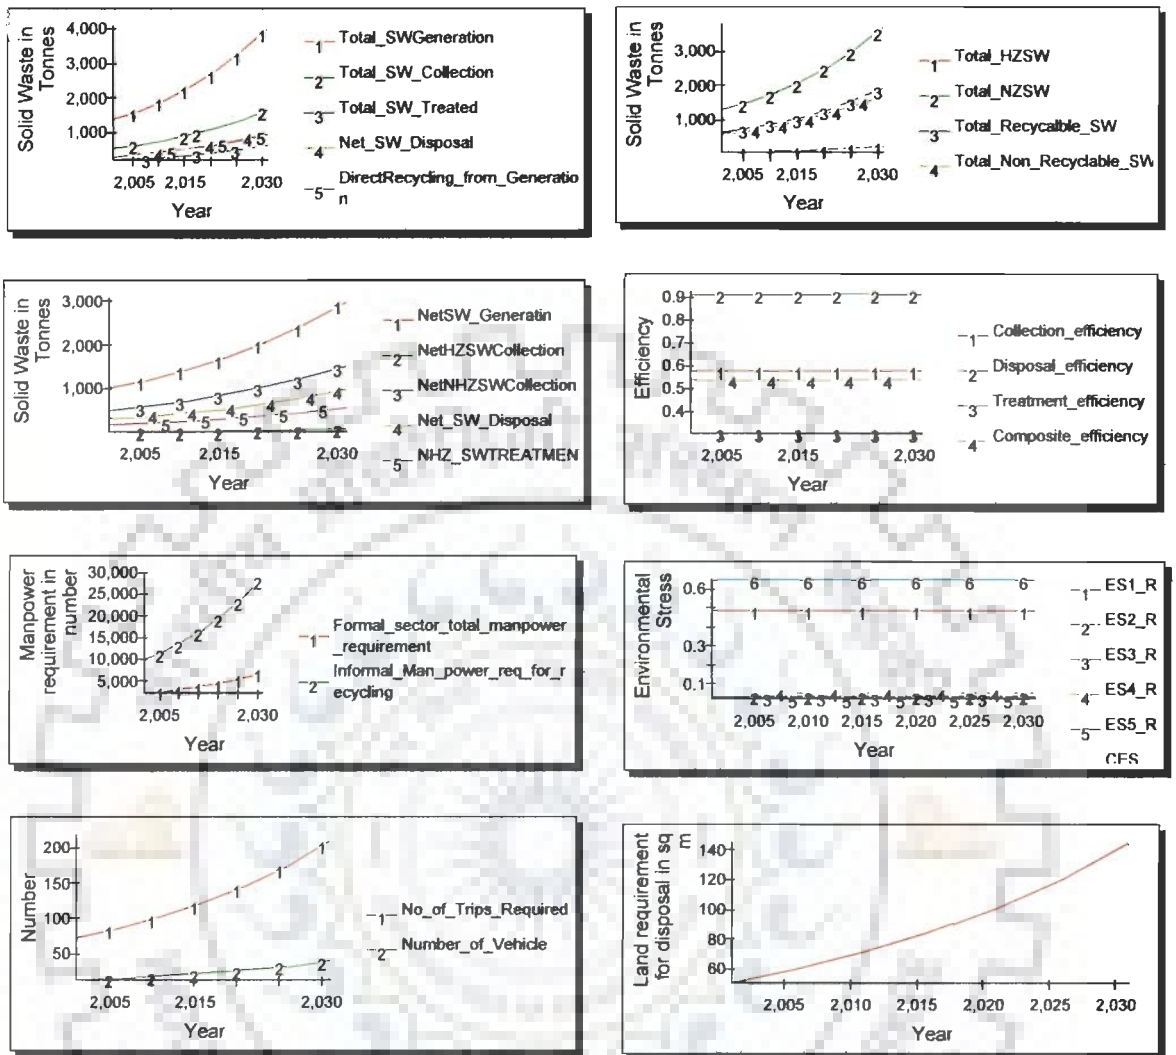 Solid Waste in
Tonnes
4,000
3,000
2,000
1,000
2,005 2,015 2,030
Year
1 Total_SWGeneration
2 Total_SW_Collection
3 Total_SW_Treated
4 Net_SW_Disposal
5 DirectRecycling_from_Generatio
n
Solid Waste in
Tonnes
3,000
2,000
1,000
2,005 2,015 2,030
Year
1 Total_HZSW
2 Total_NZSW
3 Total_Recycalble_SW
4 Total_Non_Recyclable_SW
Solid Waste in
Tonnes
3,000
2,000
1,000
2,005 2,015 2,030
Year
1 NetSW_Generatin
2 NetHZSWCollection
3 NetNHZSWCollection
4 Net_SW_Disposal
5 NHZ_SWTREATMEN
Efficiency
0.9
0.8
0.7
0.6
0.5
0.4
2,005 2,015 2,030
Year
1 Collection_efficiency
2 Disposal_efficiency
3 Treatment_efficiency
4 Composite_efficiency
Manpower
requirement in
number
30,000
25,000
20,000
15,000
10,000
5,000
2,005 2,030
Year
1 Formal_sector_total_manpower
_requirement
2 Informal_Man_power_req_for_r
ecycling
Environmental
Stress
0.6
0.3
0.1
2,005 2,010 2,015 2,020 2,025 2,030
Year
1 ES1_R
2 ES2_R
3 ES3_R
4 ES4_R
5 ES5_R
CES
Number
200
150
100
50
2,005 2,015 2,030
Year
1 No_of_Trips_Required
2 Number_of_Vehicle
Land requirement
for disposal in sq
m
140
120
100
80
60
2,005 2,010 2,015 2,020 2,025 2,030
Year